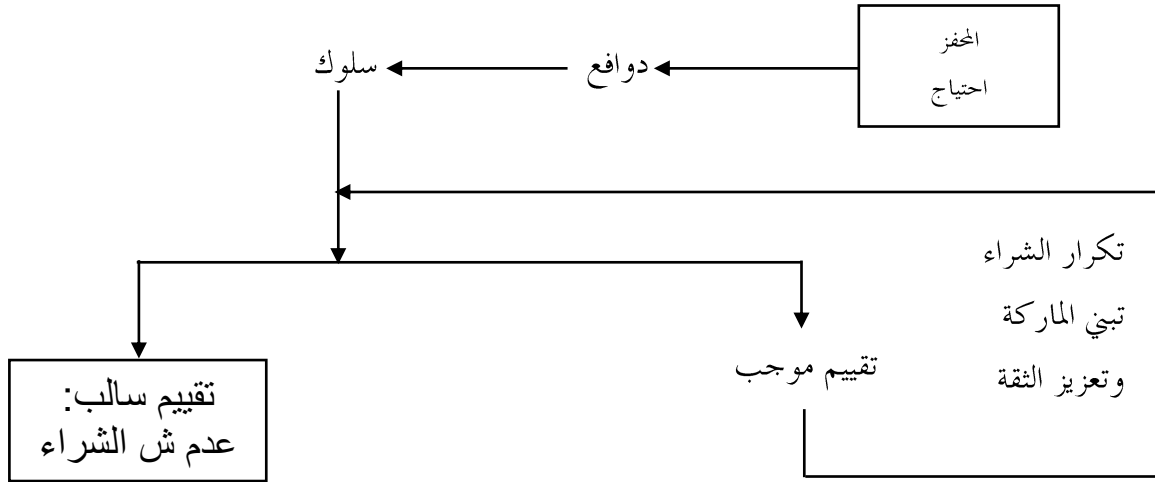 المحفز
احتياج
دوافع
سلوك
تكرار الشراء
تبني الماركة
وتعزيز الثقة
تقييم موجب
تقييم سالب:
عدم ش الشراء